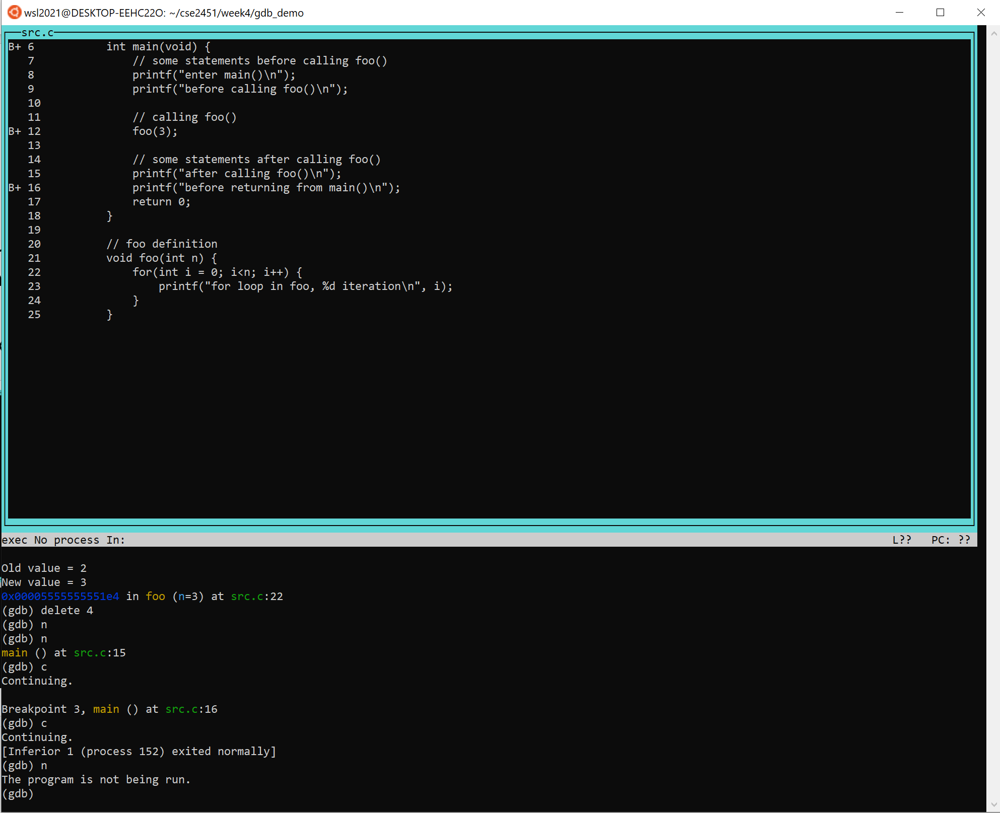 wsl2021@DESKTOP-EEHC22O: ~/cse2451/week4/gdb_demo
src.c
B+ 6           int main(void) {
   7               // some statements before calling foo()
   8               printf("enter main()\n");
   9               printf("before calling foo()\n");
   10
   11              // calling foo()
B+ 12              foo(3);
   13
   14              // some statements after calling foo()
   15              printf("after calling foo()\n");
B+ 16              printf("before returning from main()\n");
   17              return 0;
   18          }
   19
   20          // foo definition
   21          void foo(int n) {
   22              for(int i = 0; i<n; i++) {
   23                  printf("for loop in foo, %d iteration\n", i);
   24              }
   25          }
exec No process In:    L??   PC: ??
Old value = 2
New value = 3
0x00005555555551e4 in foo (n=3) at src.c:22
(gdb) delete 4
(gdb) n
(gdb) n
main () at src.c:15
(gdb) c
Continuing.
Breakpoint 3, main () at src.c:16
(gdb) c
Continuing.
[Inferior 1 (process 152) exited normally]
(gdb) n
The program is not being run.
(gdb)